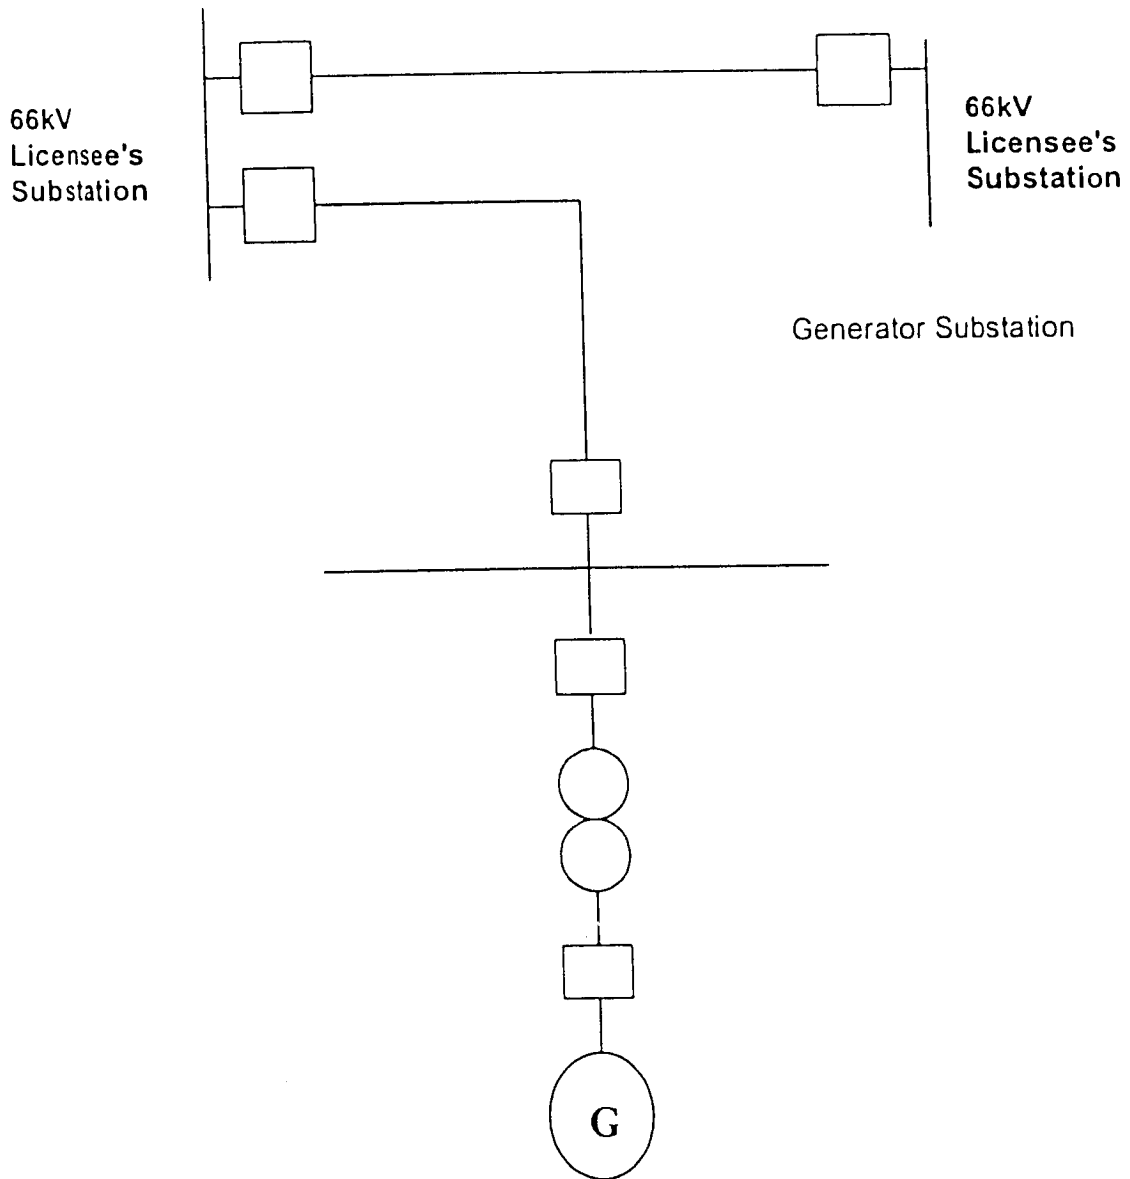 66kV
Licensee's
Substation
66kV
Licensee's
Substation
Generator Substation
G